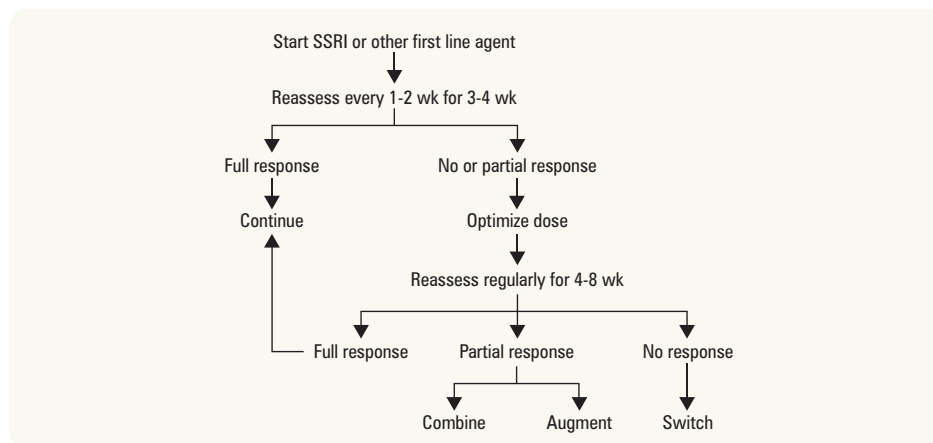 Start SSRI or other first line agent
Reassess every 1-2 wk for 3-4 wk
Full response
No or partial response
Continue
Optimize dose
Reassess regularly for 4-8 wk
Full response
Partial response
No response
Combine
Augment
Switch